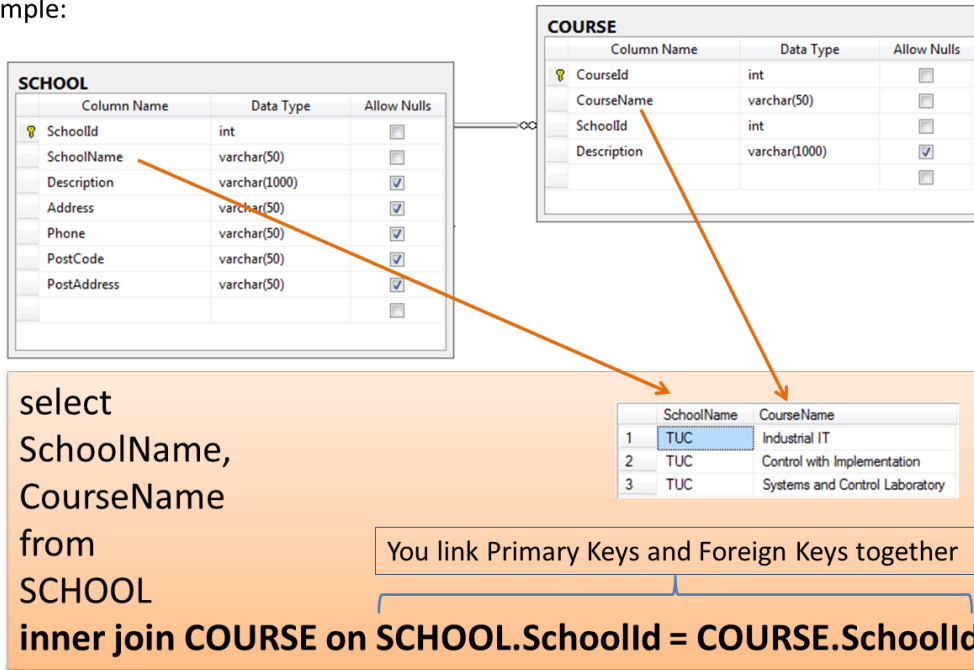 mple:
COURSE
Column Name Data Type Allow Nulls
CourseId int
CourseName varchar(50)
SchoolId int
Description varchar(1000)
SCHOOL
Column Name Data Type Allow Nulls
SchoolId int
SchoolName varchar(50)
Description varchar(1000)
Address varchar(50)
Phone varchar(50)
PostCode varchar(50)
PostAddress varchar(50)
select
SchoolName,
CourseName
from
SCHOOL
inner join COURSE on SCHOOL.SchoolId = COURSE.SchoolId
SchoolName CourseName
1 TUC Industrial IT
2 TUC Control with Implementation
3 TUC Systems and Control Laboratory
You link Primary Keys and Foreign Keys together